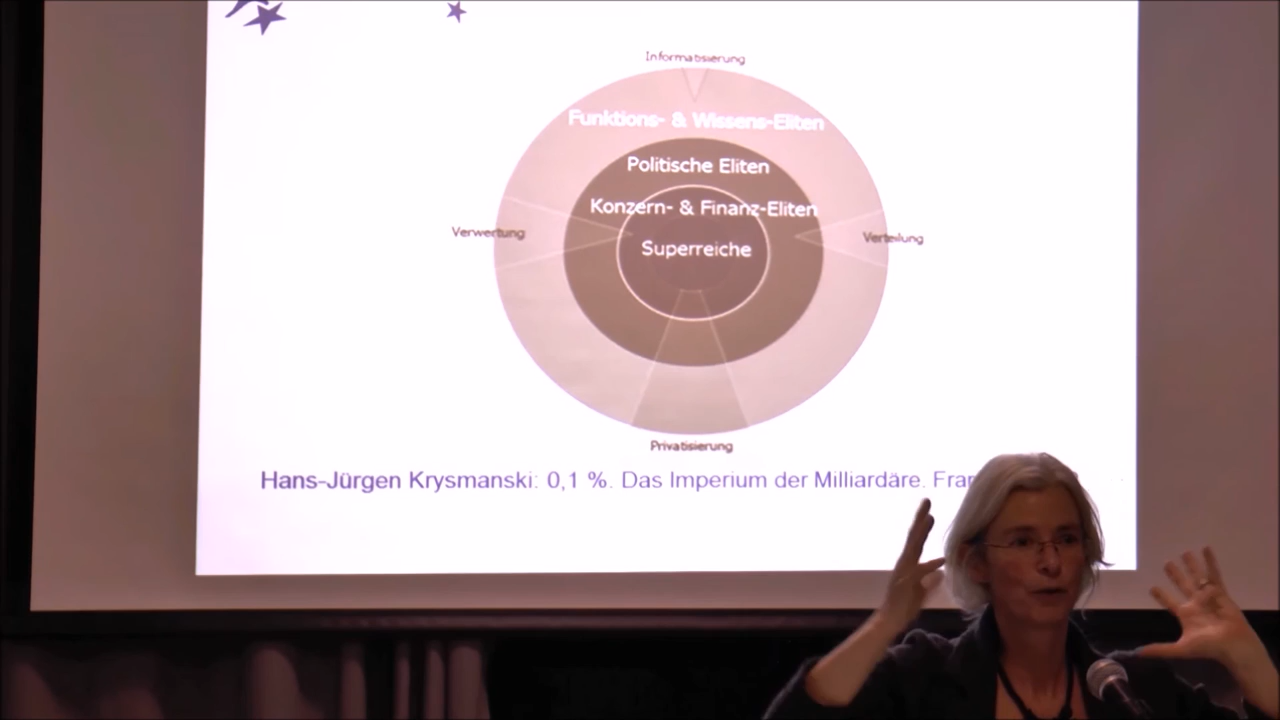 Informatisierung
Funktions- & Wissens-Eliten
Politische Eliten
Konzern- & Finanz-Eliten
Superreiche
Verwertung
Verteilung
Privatisierung
Hans-Jürgen Krysmanski: 0,1 %. Das Imperium der Milliardäre.